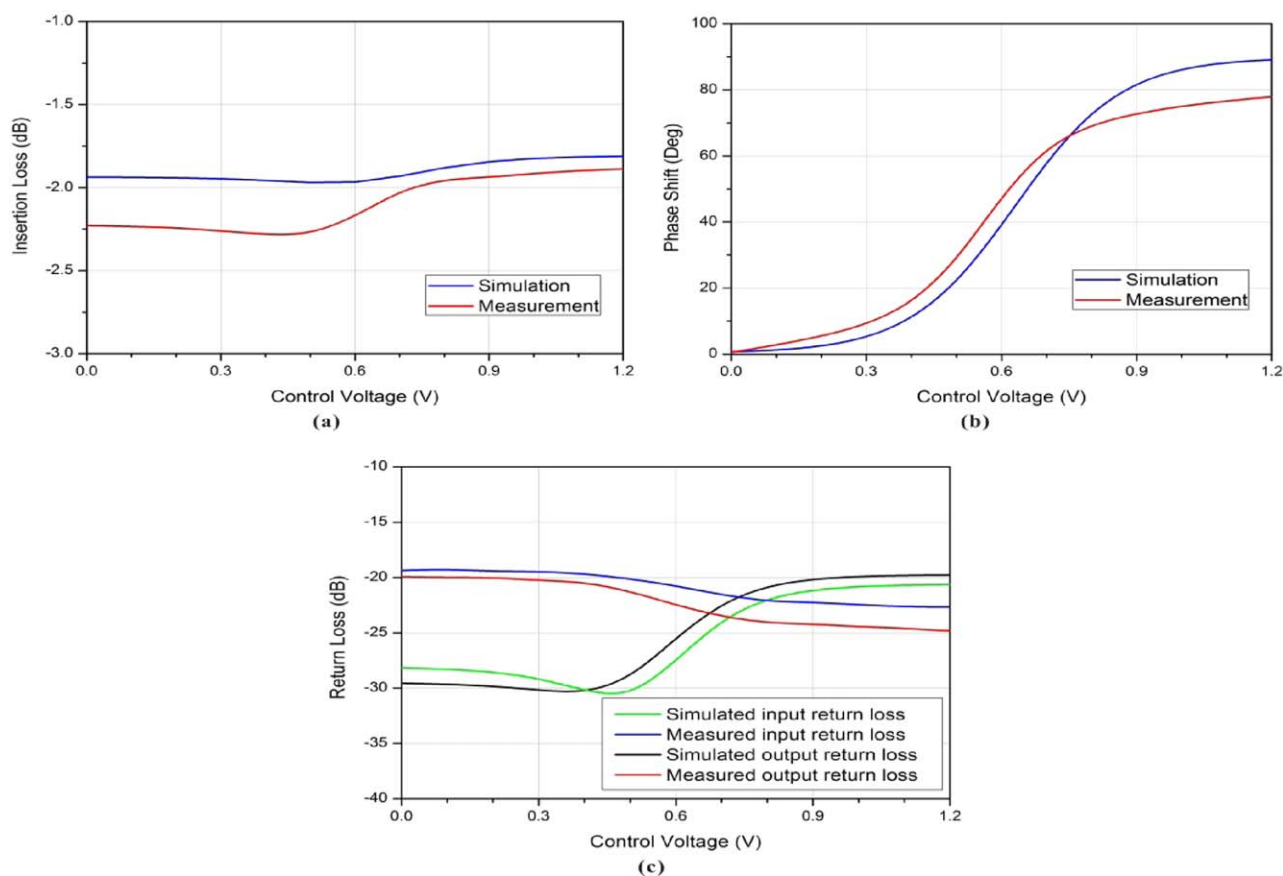 -1.0
-1.5
-2.0
-2.5
-3.0
Insertion Loss (dB)
Simulation
Measurement
0.0 0.3 0.6 0.9 1.2
Control Voltage (V)
(a)
100
80
60
40
20
0
Phase Shift (Deg)
Simulation
Measurement
0.0 0.3 0.6 0.9 1.2
Control Voltage (V)
(b)
-10
-15
-20
-25
-30
-35
-40
Return Loss (dB)
Simulated input return loss
Measured input return loss
Simulated output return loss
Measured output return loss
0.0 0.3 0.6 0.9 1.2
Control Voltage (V)
(c)